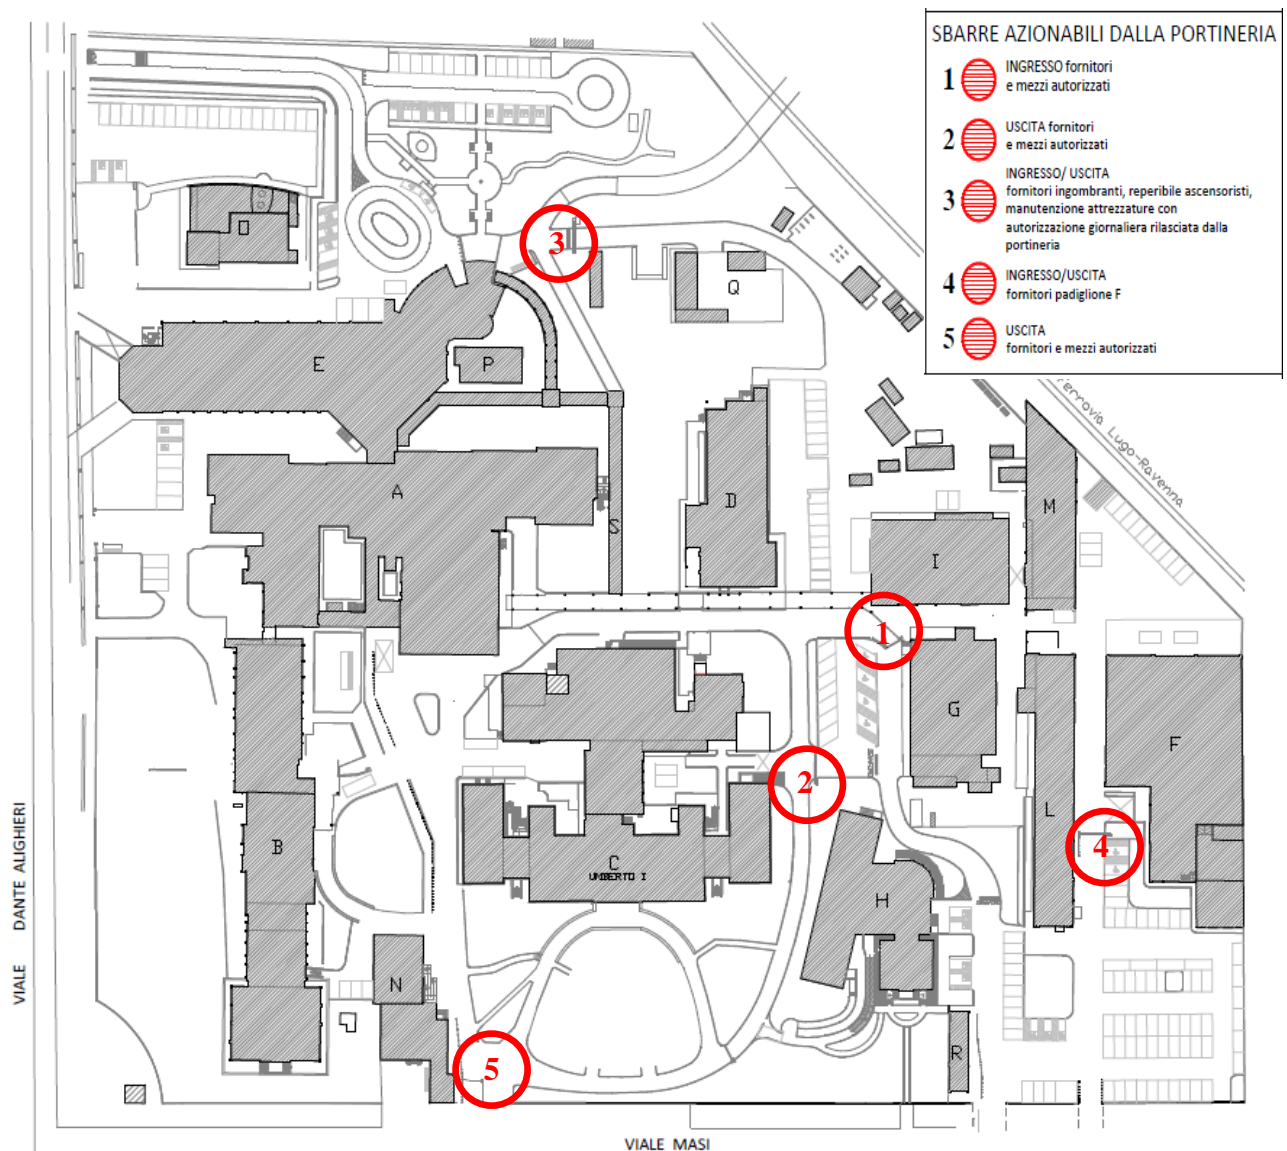 SBARRE AZIONABILI DALLA PORTINERIA
1 INGRESSO fornitori
e mezzi autorizzati
2 USCITA fornitori
e mezzi autorizzati
3 INGRESSO/ USCITA
fornitori ingombranti, reperibile ascensoristi,
manutenzione attrezzature con
autorizzazione giornaliera rilasciata dalla
portineria
4 INGRESSO/USCITA
fornitori padiglione F
5 USCITA
fornitori e mezzi autorizzati
3
Q
E
P
Ferrovia Lugo-Ravenna
A
D
M
S
I
1
G
F
2
B
C
UMBERTO I
L
4
H
N
5
R
VIALE DANTE ALIGHIERI
VIALE MASI